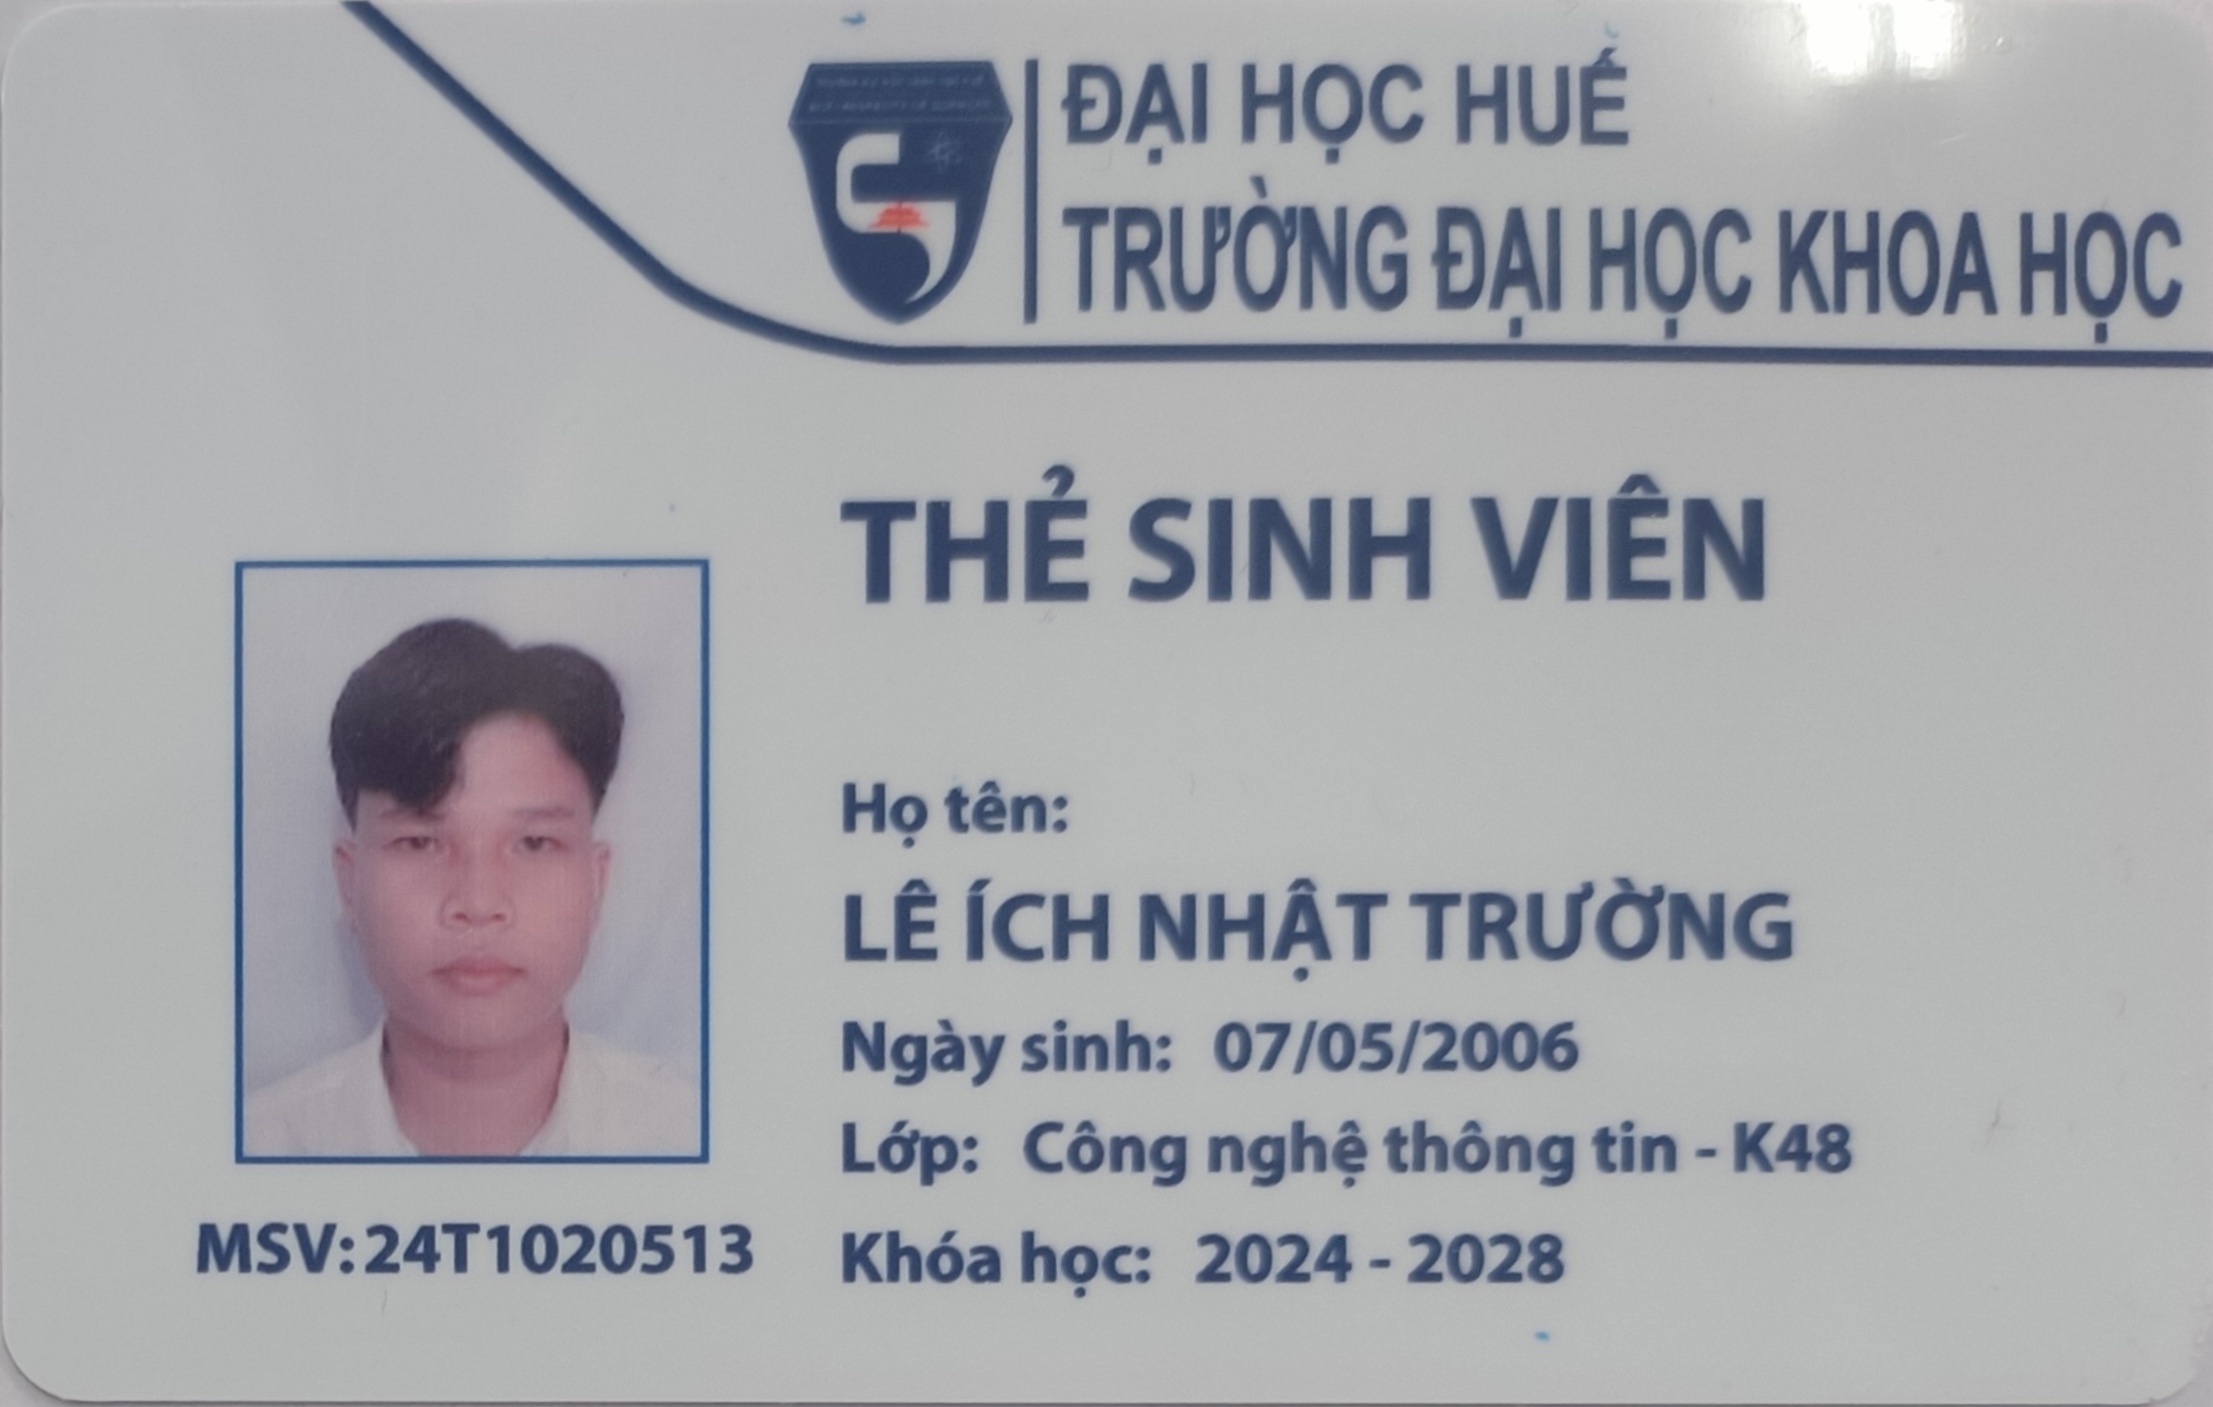 ĐẠI HỌC HUẾ
TRƯỜNG ĐẠI HỌC KHOA HỌC
THẺ SINH VIÊN
Họ tên:
LÊ ÍCH NHẬT TRƯỜNG
Ngày sinh: 07/05/2006
Lớp: Công nghệ thông tin - K48
Khóa học: 2024 - 2028
MSV: 24T1020513